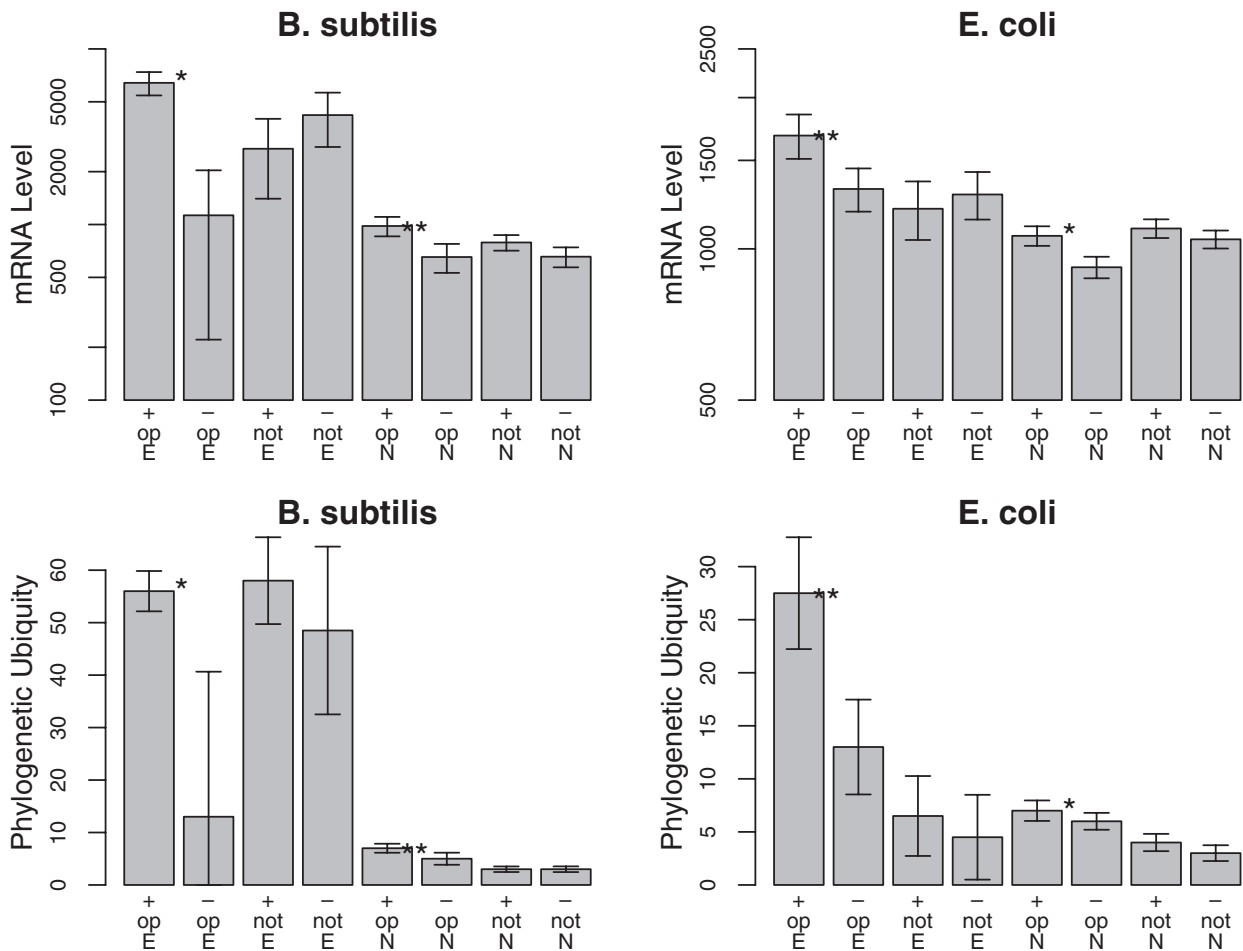 B. subtilis
mRNA Level
5000
2000
500
100
*
**
+ − + − + − + −
op op not not op op not not
E E E E N N N N
E. coli
mRNA Level
2500
1500
1000
500
**
*
+ − + − + − + −
op op not not op op not not
E E E E N N N N
B. subtilis
Phylogenetic Ubiquity
60
50
40
30
20
10
0
*
**
+ − + − + − + −
op op not not op op not not
E E E E N N N N
E. coli
Phylogenetic Ubiquity
30
25
20
15
10
5
0
**
*
+ − + − + − + −
op op not not op op not not
E E E E N N N N